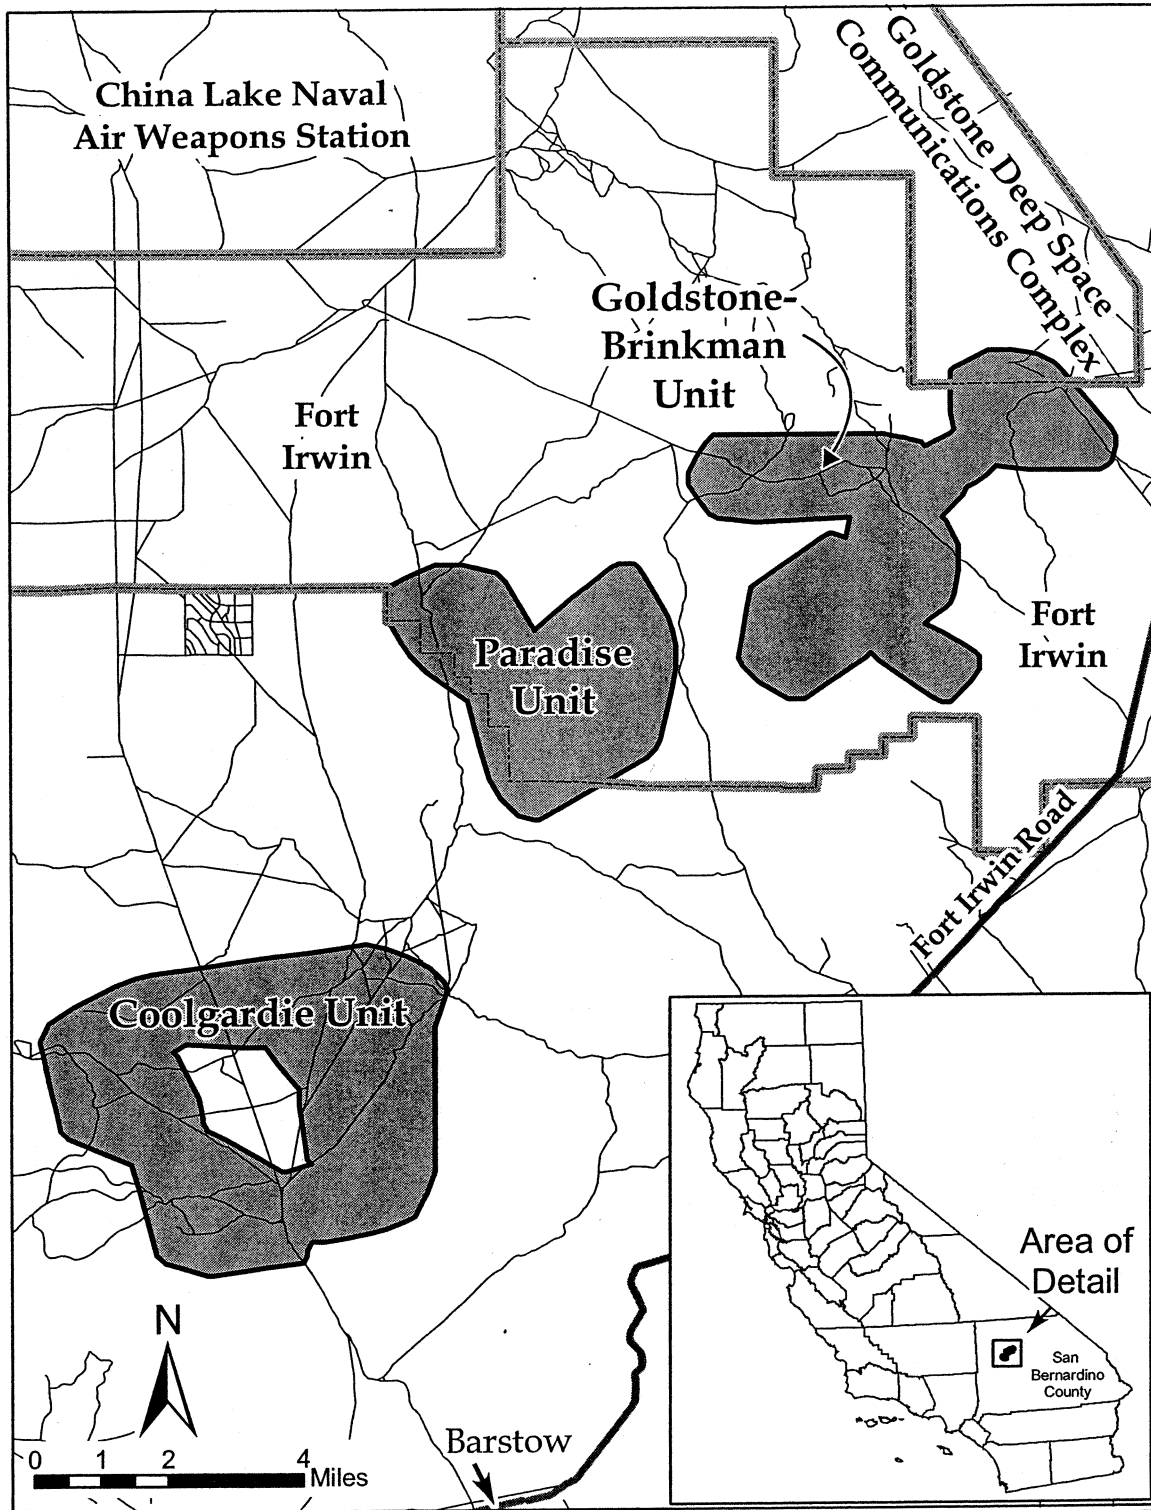 China Lake Naval
Air Weapons Station
Goldstone Deep Space
Communications Complex
Goldstone-
Brinkman
Unit
Fort
Irwin
Fort
Irwin
Paradise
Unit
Fort Irwin Road
Coolgardie Unit
Area of
Detail
San
Bernardino
County
N
0 1 2 4
Miles
Barstow